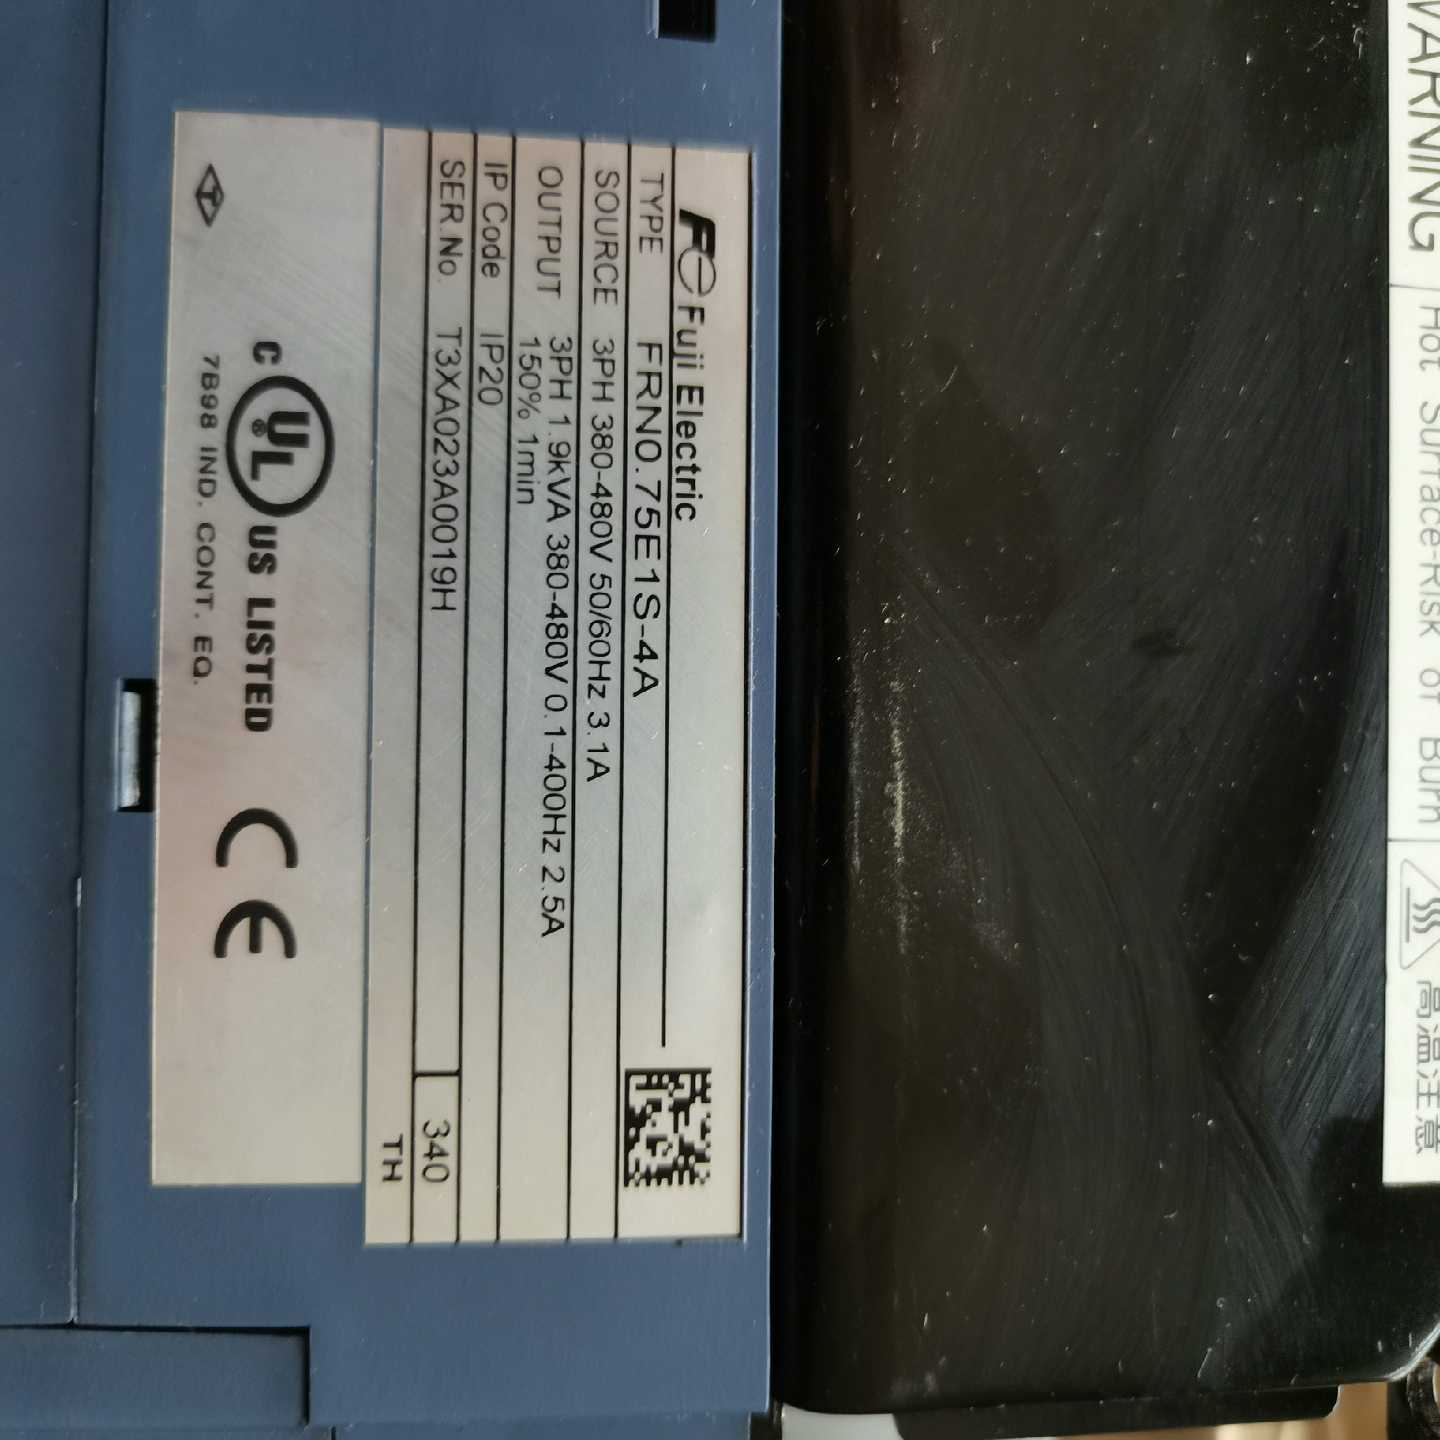 WARNING
Hot Surface-Risk of Burn
高温注意
Fe Fuji Electric
TYPE FRN0.75E1S-4A
SOURCE 3PH 380-480V 50/60Hz 3.1A
OUTPUT 3PH 1.9kVA 380-480V 0.1-400Hz 2.5A
150% 1min
IP Code IP20
SER.No. T3XA023A0019H 340
TH
C UL® US LISTED CE
7B98 IND. CONT. EQ.